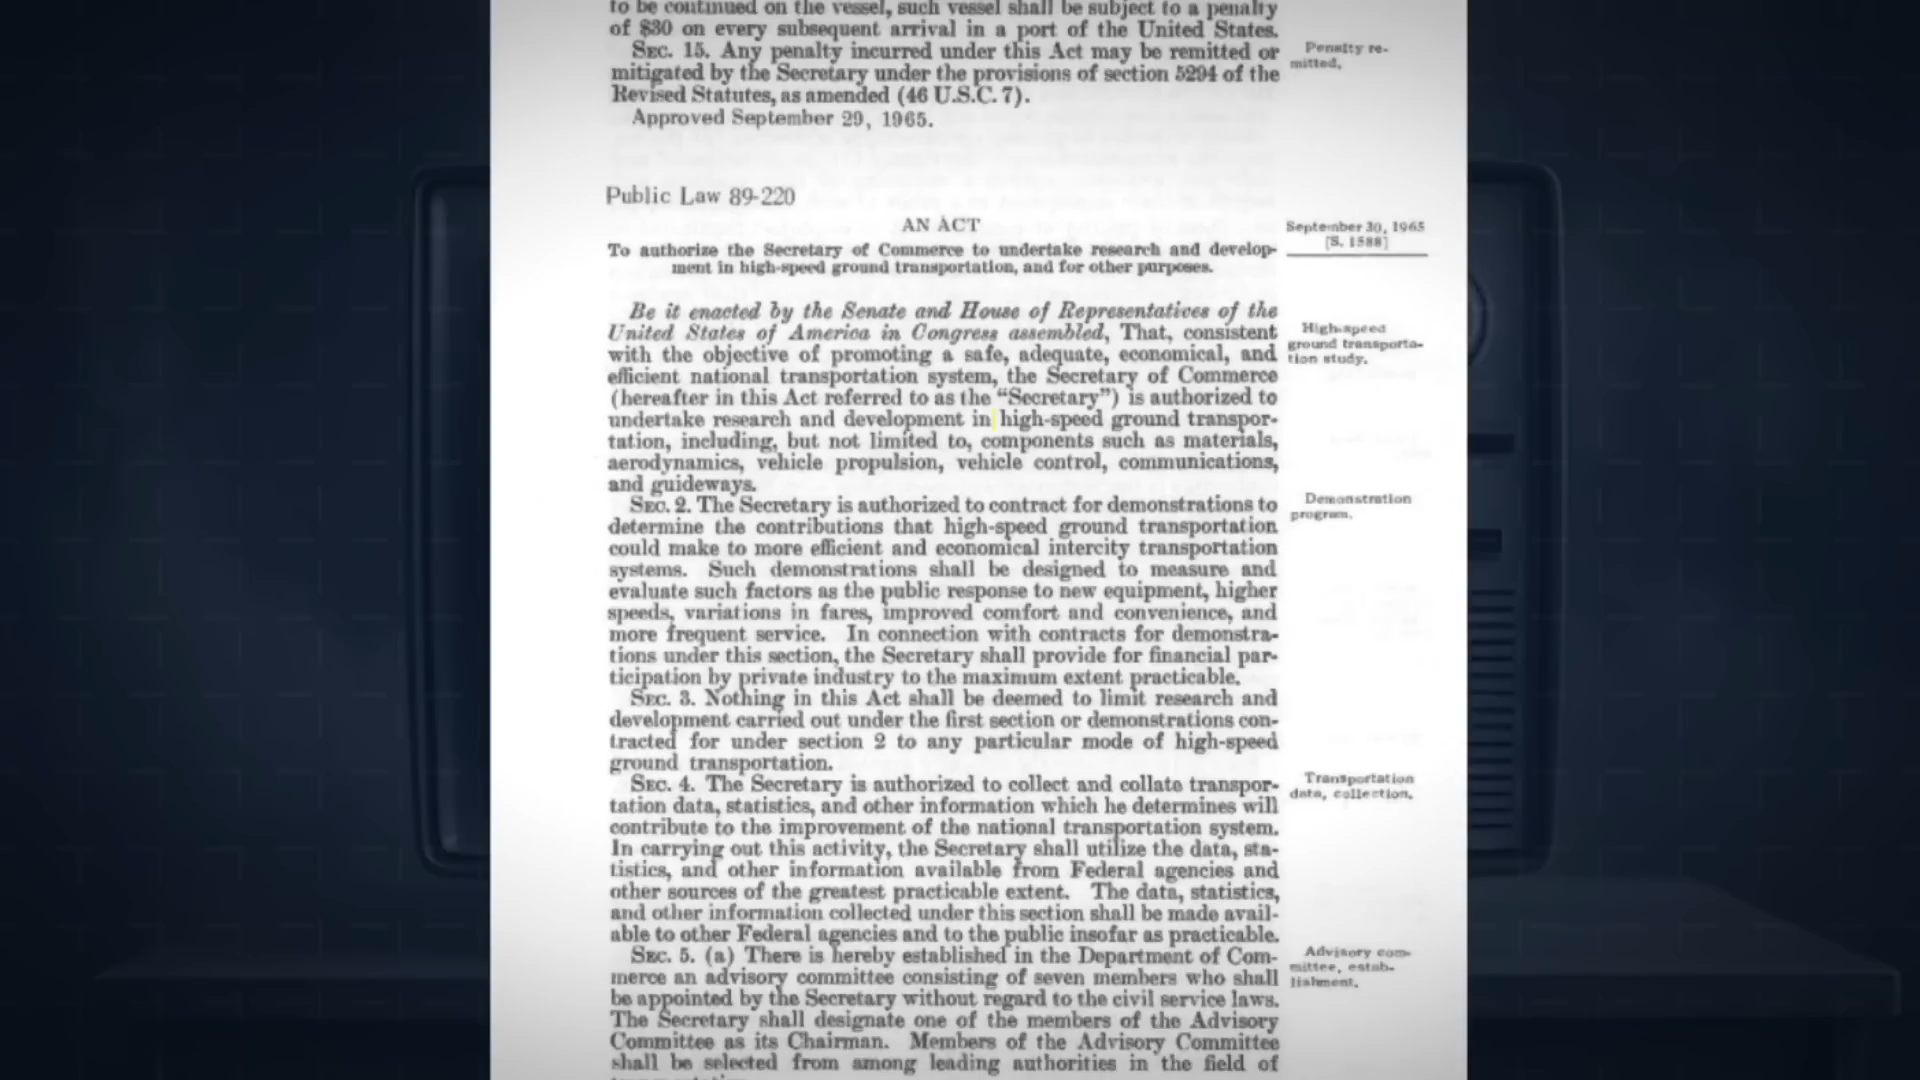 to be continued on the vessel, such vessel shall be subject to a penalty
of $30 on every subsequent arrival in a port of the United States.
SEC. 15. Any penalty incurred under this Act may be remitted or
mitigated by the Secretary under the provisions of section 5294 of the
Revised Statutes, as amended (46 U.S.C. 7).
Approved September 29, 1965.
Penalty re-
mitted.
Public Law 89-220
AN ACT
To authorize the Secretary of Commerce to undertake research and develop-
ment in high-speed ground transportation, and for other purposes.
September 30, 1965
[S. 1588]
Be it enacted by the Senate and House of Representatives of the
United States of America in Congress assembled, That, consistent
with the objective of promoting a safe, adequate, economical, and
efficient national transportation system, the Secretary of Commerce
(hereafter in this Act referred to as the “Secretary”) is authorized to
undertake research and development in high-speed ground transpor-
tation, including, but not limited to, components such as materials,
aerodynamics, vehicle propulsion, vehicle control, communications,
and guideways.
High-speed
ground transporta-
tion study.
SEC. 2. The Secretary is authorized to contract for demonstrations to
determine the contributions that high-speed ground transportation
could make to more efficient and economical intercity transportation
systems. Such demonstrations shall be designed to measure and
evaluate such factors as the public response to new equipment, higher
speeds, variations in fares, improved comfort and convenience, and
more frequent service. In connection with contracts for demonstra-
tions under this section, the Secretary shall provide for financial par-
ticipation by private industry to the maximum extent practicable.
Demonstration
program.
SEC. 3. Nothing in this Act shall be deemed to limit research and
development carried out under the first section or demonstrations con-
tracted for under section 2 to any particular mode of high-speed
ground transportation.
SEC. 4. The Secretary is authorized to collect and collate transpor-
tation data, statistics, and other information which he determines will
contribute to the improvement of the national transportation system.
In carrying out this activity, the Secretary shall utilize the data, sta-
tistics, and other information available from Federal agencies and
other sources of the greatest practicable extent. The data, statistics,
and other information collected under this section shall be made avail-
able to other Federal agencies and to the public insofar as practicable.
Transportation
data, collection.
SEC. 5. (a) There is hereby established in the Department of Com-
merce an advisory committee consisting of seven members who shall
be appointed by the Secretary without regard to the civil service laws.
The Secretary shall designate one of the members of the Advisory
Committee as its Chairman. Members of the Advisory Committee
shall be selected from among leading authorities in the field of
Advisory com-
mittee, estab-
lishment.